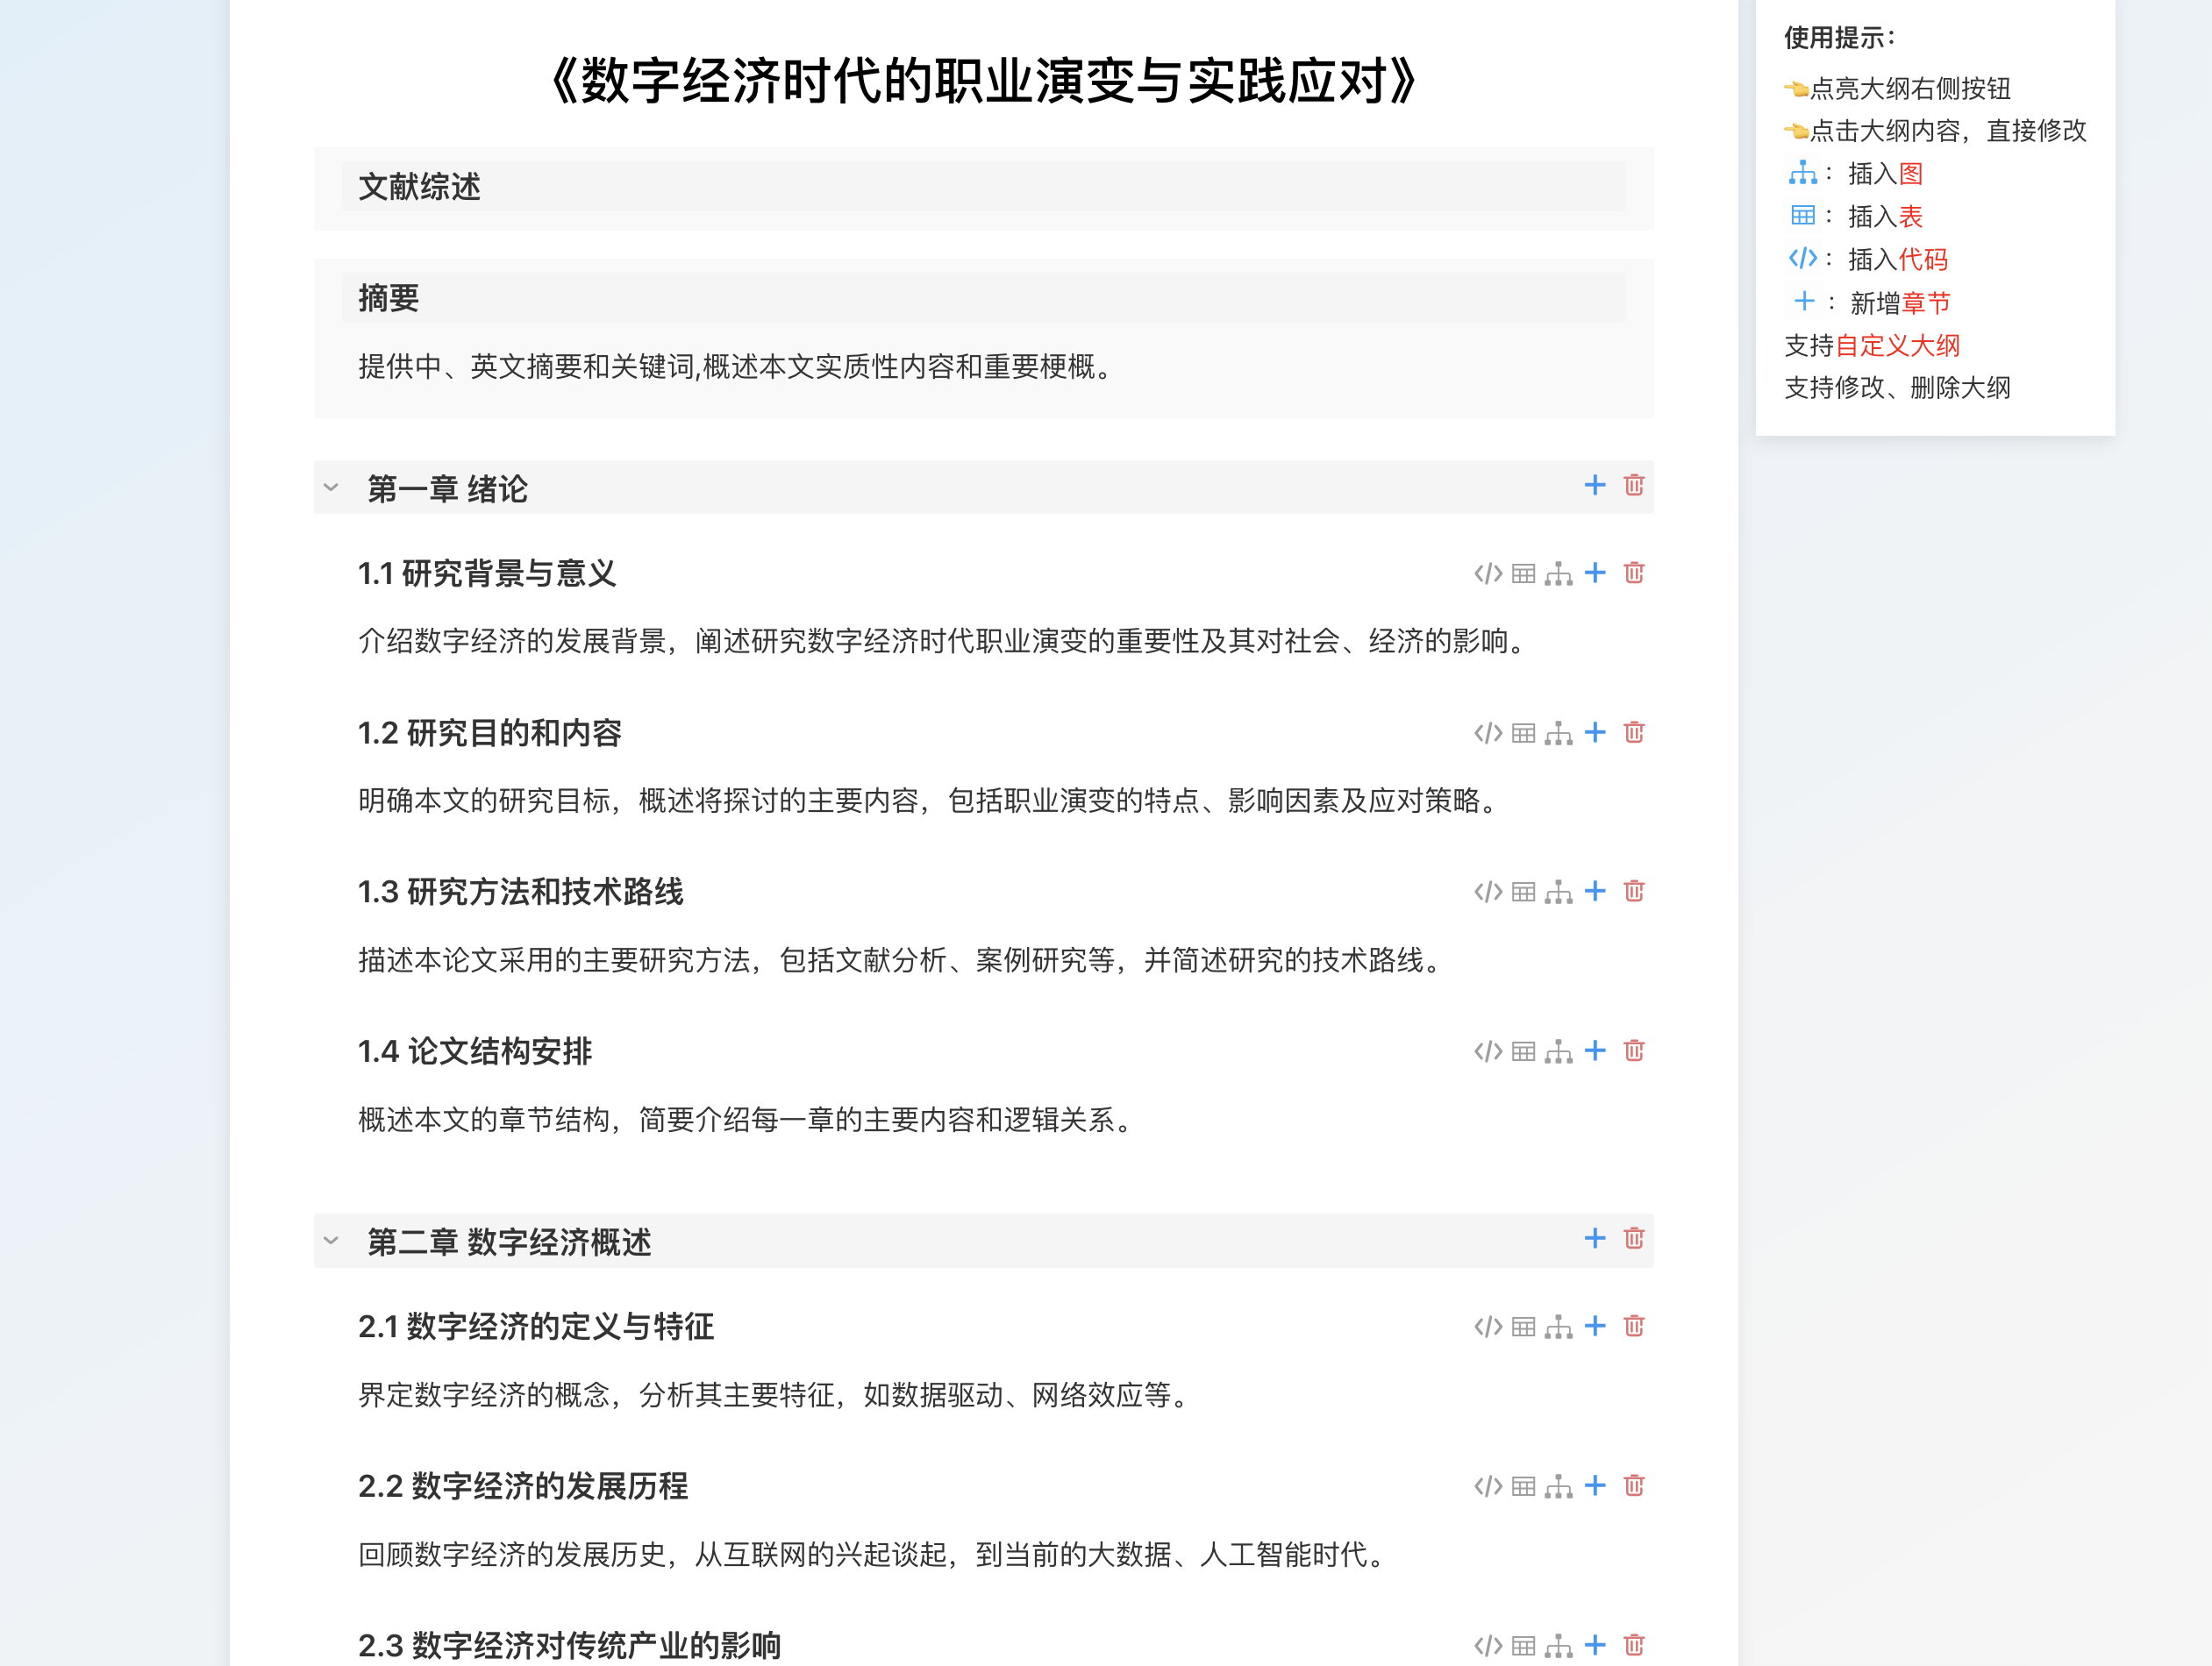 《数字经济时代的职业演变与实践应对》
文献综述
摘要
提供中、英文摘要和关键词,概述本文实质性内容和重要梗概。
第一章 绪论
1.1 研究背景与意义
介绍数字经济的发展背景，阐述研究数字经济时代职业演变的重要性及其对社会、经济的影响。
1.2 研究目的和内容
明确本文的研究目标，概述将探讨的主要内容，包括职业演变的特点、影响因素及应对策略。
1.3 研究方法和技术路线
描述本论文采用的主要研究方法，包括文献分析、案例研究等，并简述研究的技术路线。
1.4 论文结构安排
概述本文的章节结构，简要介绍每一章的主要内容和逻辑关系。
第二章 数字经济概述
2.1 数字经济的定义与特征
界定数字经济的概念，分析其主要特征，如数据驱动、网络效应等。
2.2 数字经济的发展历程
回顾数字经济的发展历史，从互联网的兴起谈起，到当前的大数据、人工智能时代。
2.3 数字经济对传统产业的影响
使用提示：
👈点亮大纲右侧按钮
👈点击大纲内容，直接修改
：插入图
：插入表
</>：插入代码
+：新增章节
支持自定义大纲
支持修改、删除大纲